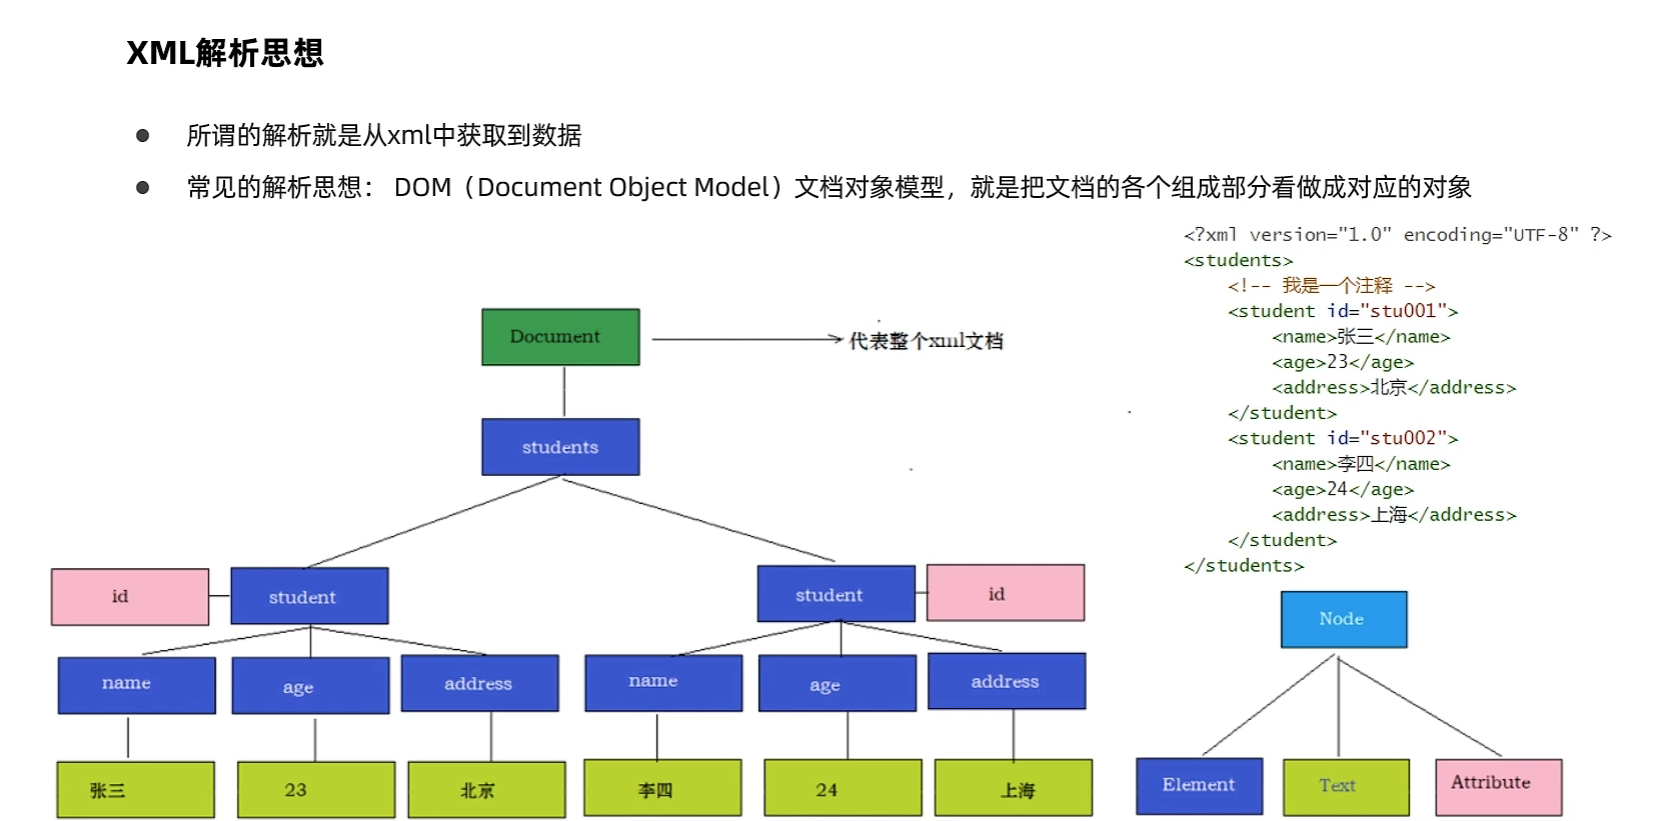 XML解析思想
所谓的解析就是从xml中获取到数据
常见的解析思想： DOM（Document Object Model）文档对象模型，就是把文档的各个组成部分看做成对应的对象
<?xml version="1.0" encoding="UTF-8" ?>
<students>
<!-- 我是一个注释 -->
<student id="stu001">
<name>张三</name>
<age>23</age>
<address>北京</address>
</student>
<student id="stu002">
<name>李四</name>
<age>24</age>
<address>上海</address>
</student>
</students>
Document
代表整个xml文档
students
id
student
student
id
name
age
address
name
age
address
张三
23
北京
李四
24
上海
Node
Element
Text
Attribute